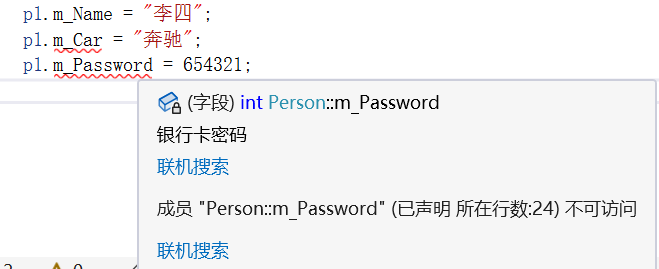 p1.m_Name = "李四";
p1.m_Car = "奔驰";
p1.m_Password = 654321;
(字段) int Person::m_Password
银行卡密码
联机搜索
成员 "Person::m_Password" (已声明 所在行数:24) 不可访问
联机搜索